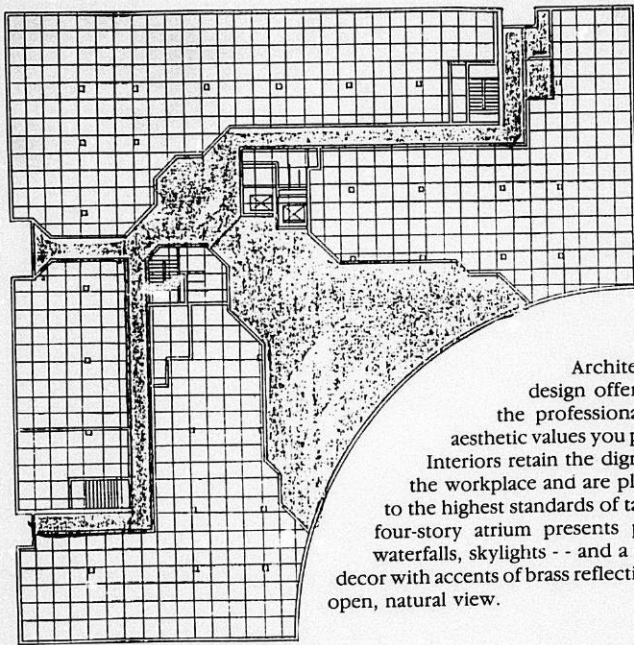 Archite
design offer
the professiona
aesthetic values you p
Interiors retain the dign
the workplace and are pl
to the highest standards of ta
four-story atrium presents p
waterfalls, skylights - - and a
decor with accents of brass reflecti
open, natural view.